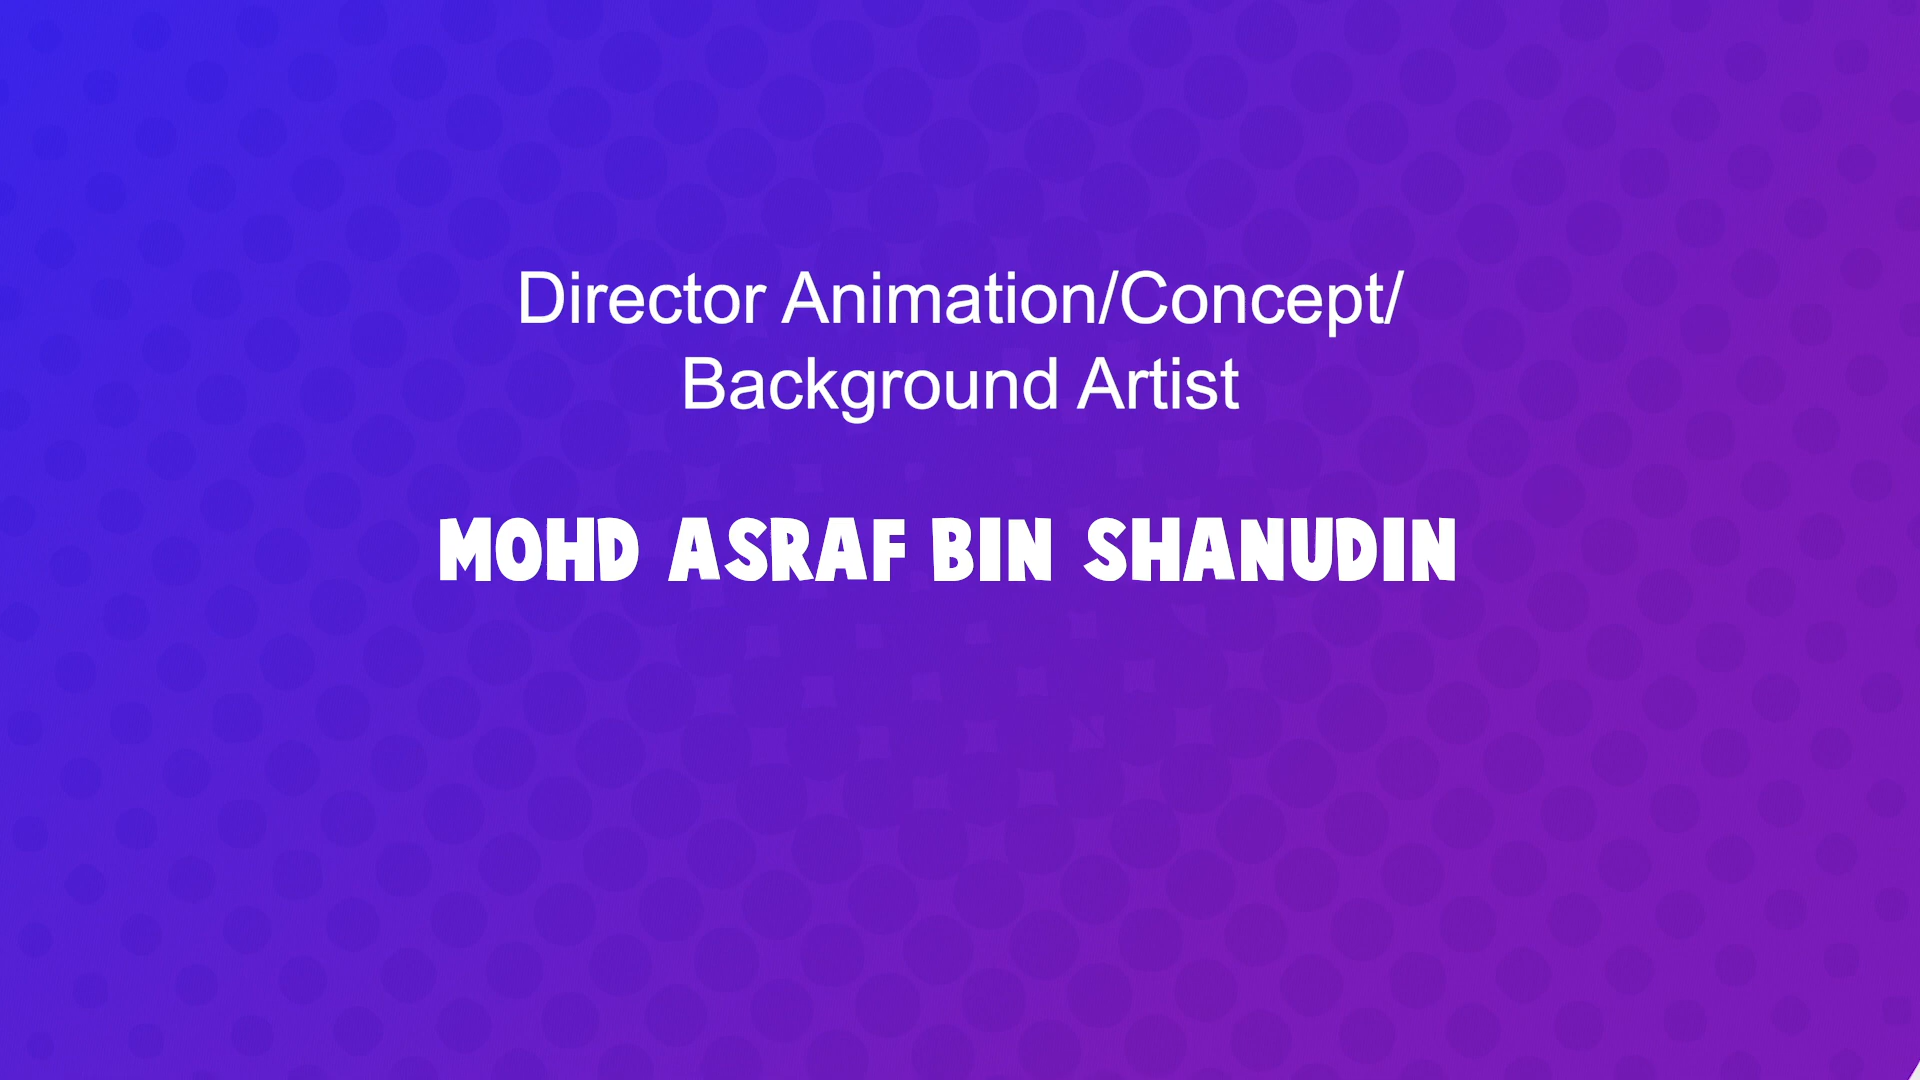 Director Animation/Concept/
Background Artist
MOHD ASRAF BIN SHANUDIN